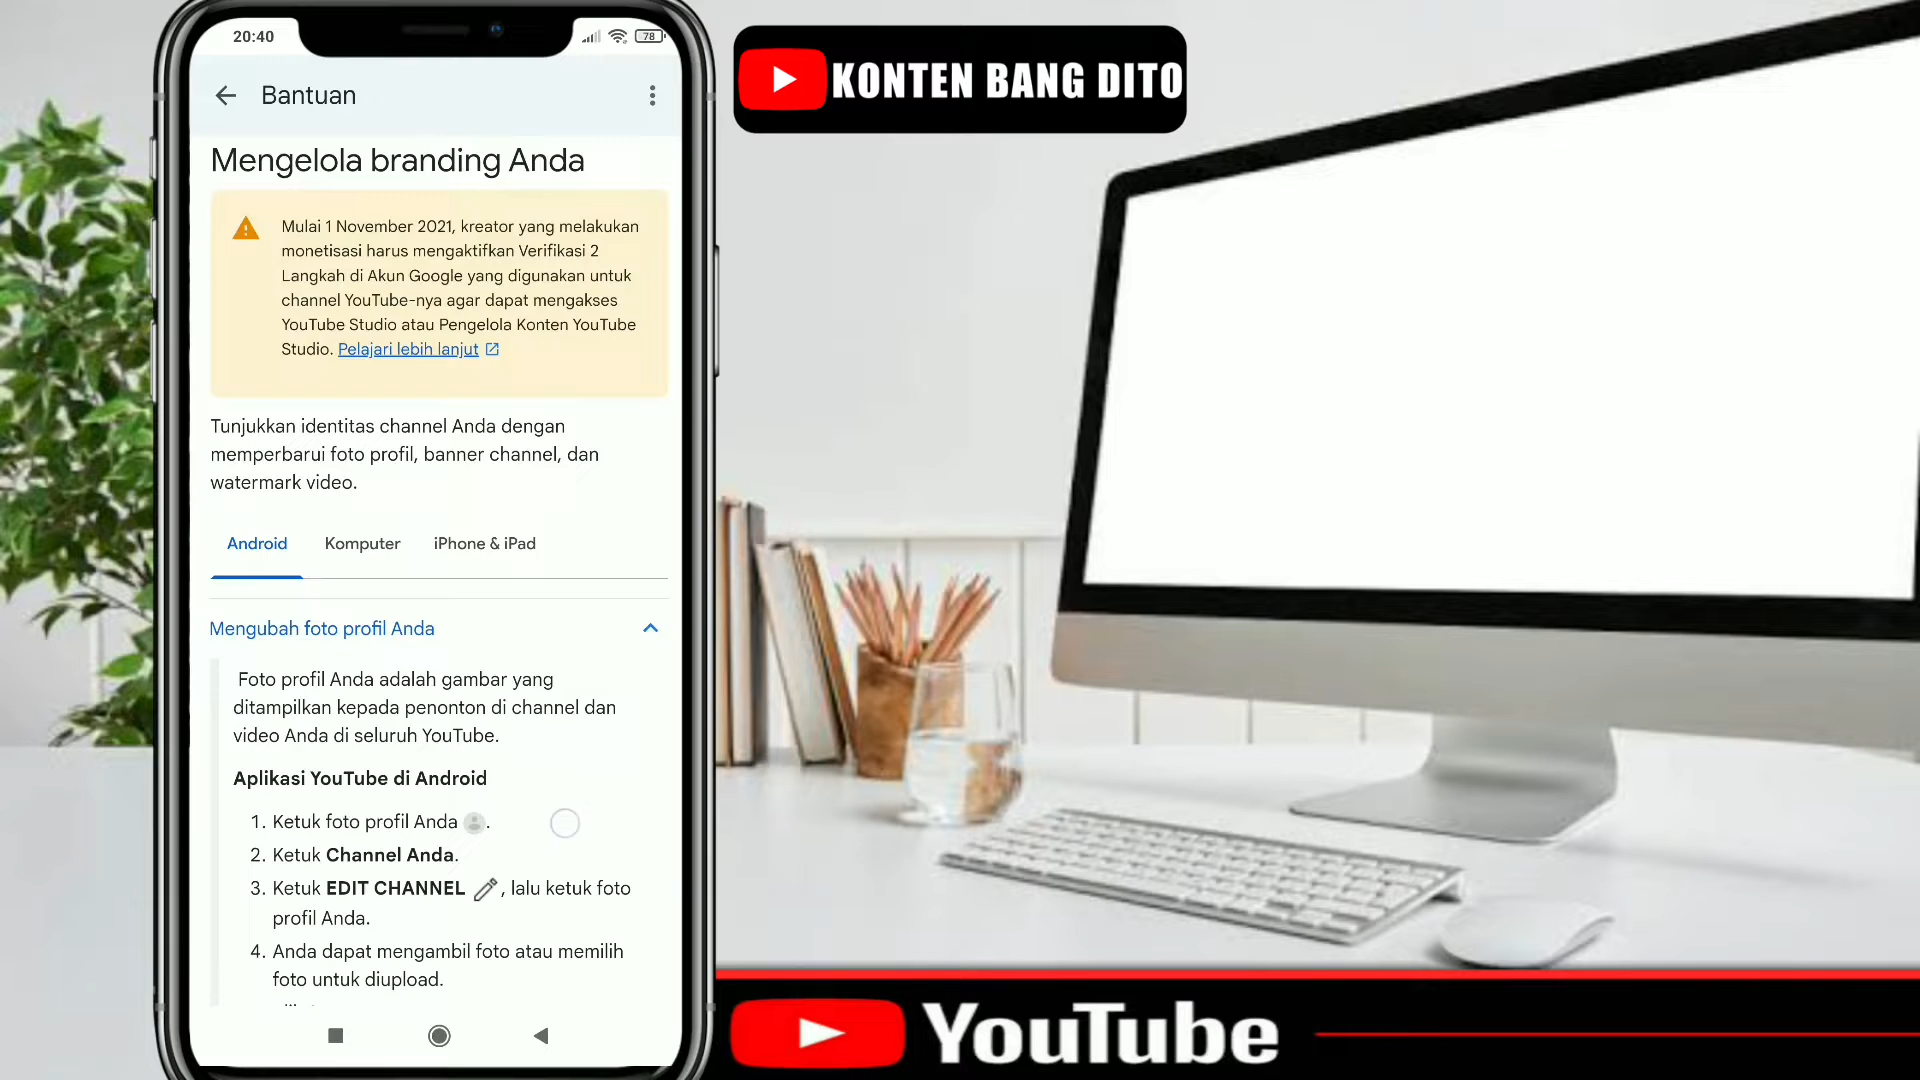 20:40
78
Bantuan
Mengelola branding Anda
Mulai 1 November 2021, kreator yang melakukan
monetisasi harus mengaktifkan Verifikasi 2
Langkah di Akun Google yang digunakan untuk
channel YouTube-nya agar dapat mengakses
YouTube Studio atau Pengelola Konten YouTube
Studio. Pelajari lebih lanjut
Tunjukkan identitas channel Anda dengan
memperbarui foto profil, banner channel, dan
watermark video.
Android Komputer iPhone & iPad
Mengubah foto profil Anda
Foto profil Anda adalah gambar yang
ditampilkan kepada penonton di channel dan
video Anda di seluruh YouTube.
Aplikasi YouTube di Android
1. Ketuk foto profil Anda.
2. Ketuk Channel Anda.
3. Ketuk EDIT CHANNEL , lalu ketuk foto
profil Anda.
4. Anda dapat mengambil foto atau memilih
foto untuk diupload.
KONTEN BANG DITO
YouTube